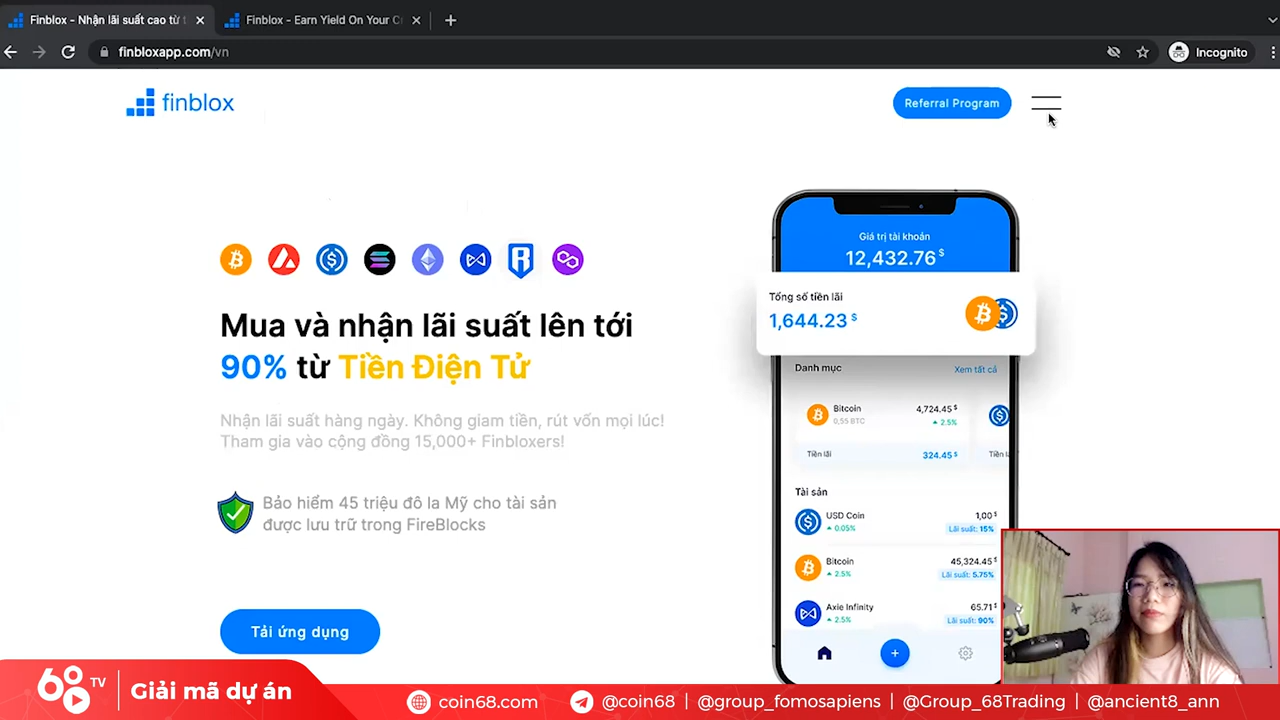 Finblox - Nhận lãi suất cao từ t
Finblox - Earn Yield On Your C
finbloxapp.com/vn
Incognito
finblox
Referral Program
Mua và nhận lãi suất lên tới
90% từ Tiền Điện Tử
Nhận lãi suất hàng ngày. Không giam tiền, rút vốn mọi lúc!
Tham gia vào cộng đồng 15,000+ Finbloxers!
Bảo hiểm 45 triệu đô la Mỹ cho tài sản
được lưu trữ trong FireBlocks
Tải ứng dụng
Giá trị tài khoản
12,432.76 $
Tổng số tiền lãi
1,644.23 $
Danh mục
Xem tất cả
Bitcoin
4,724.45 $
0,55 BTC
2.5%
Tiền lãi
324.45 $
Tiền l
Tài sản
USD Coin
1,00 $
0.05%
Lãi suất: 15%
Bitcoin
45,324.45 $
2.5%
Lãi suất: 5.75%
Axie Infinity
65.71 $
2.5%
Lãi suất: 90%
68 TV
Giải mã dự án
coin68.com
@coin68 | @group_fomosapiens | @Group_68Trading | @ancient8_ann